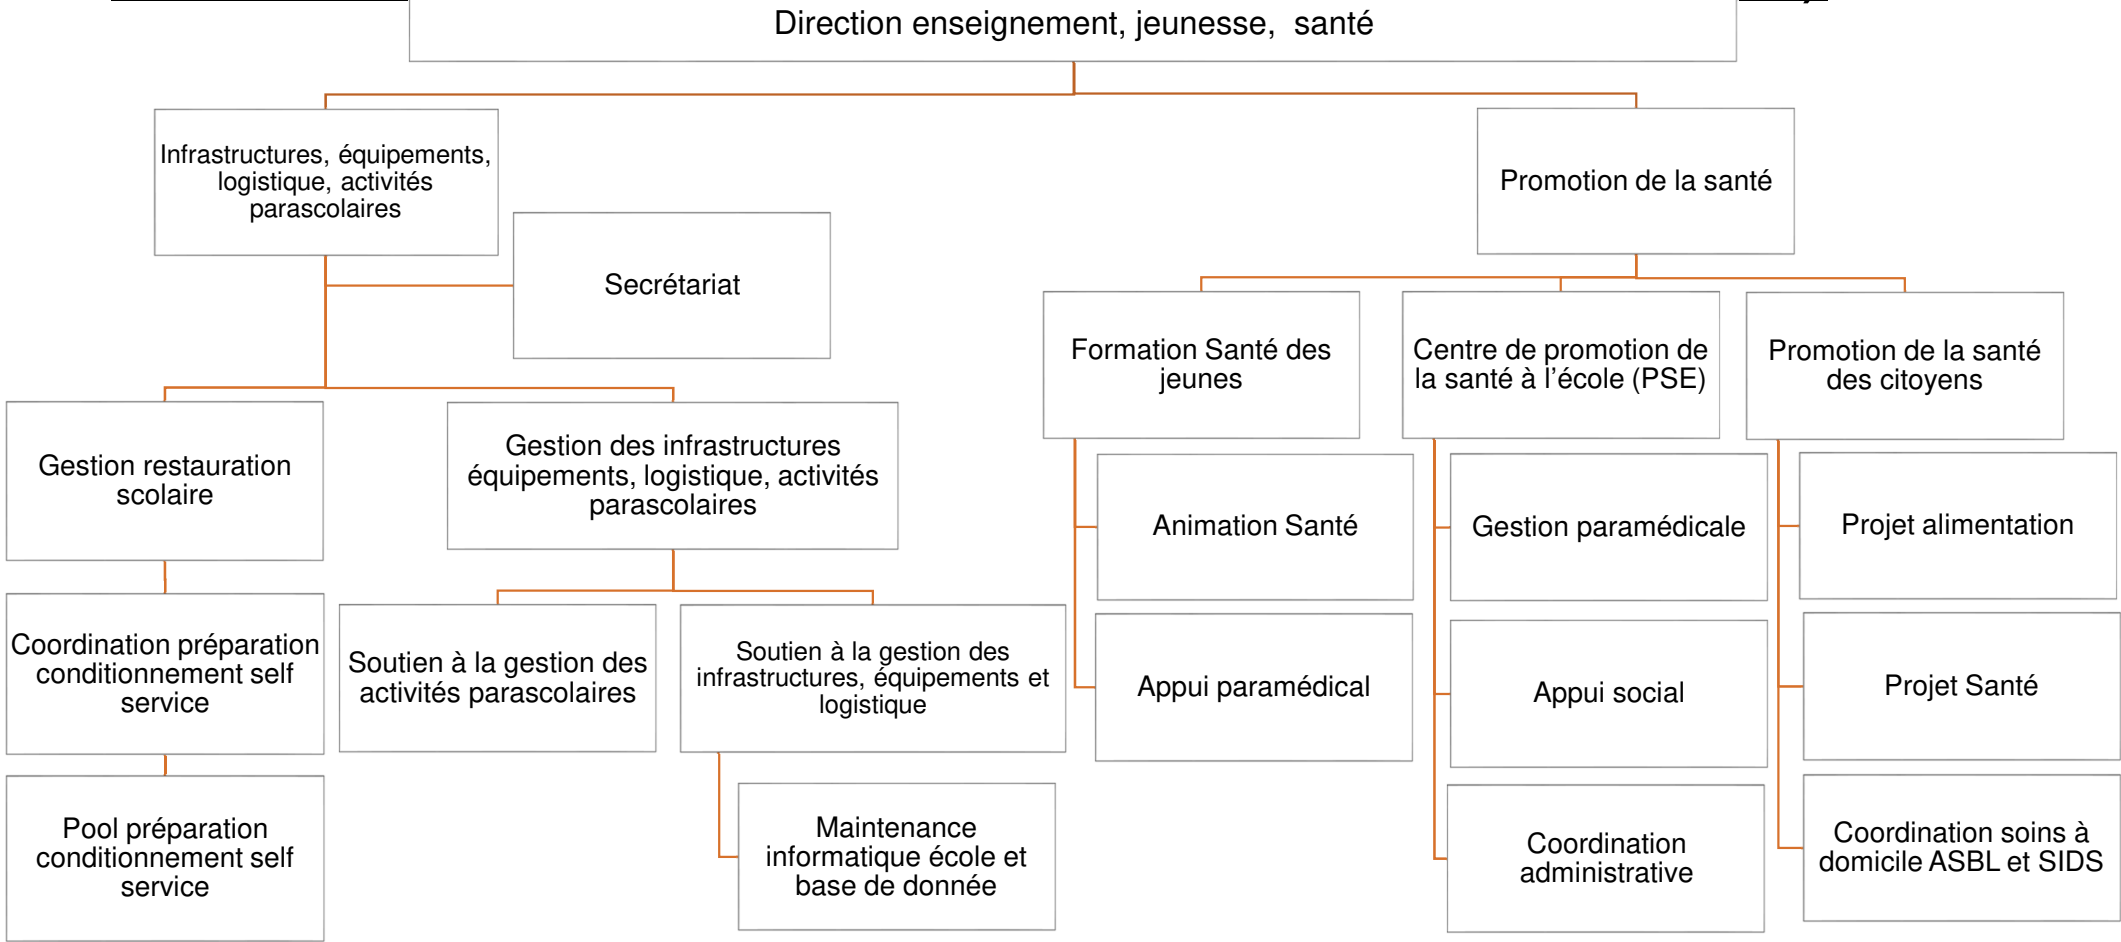 Direction enseignement, jeunesse, santé
Infrastructures, équipements,
logistique, activités
parascolaires
Promotion de la santé
Secrétariat
Formation Santé des
jeunes
Centre de promotion de
la santé à l'école (PSE)
Promotion de la santé
des citoyens
Gestion restauration
scolaire
Gestion des infrastructures
équipements, logistique, activités
parascolaires
Animation Santé
Gestion paramédicale
Projet alimentation
Coordination préparation
conditionnement self
service
Soutien à la gestion des
activités parascolaires
Soutien à la gestion des
infrastructures, équipements et
logistique
Appui paramédical
Appui social
Projet Santé
Pool préparation
conditionnement self
service
Maintenance
informatique école et
base de donnée
Coordination
administrative
Coordination soins à
domicile ASBL et SIDS